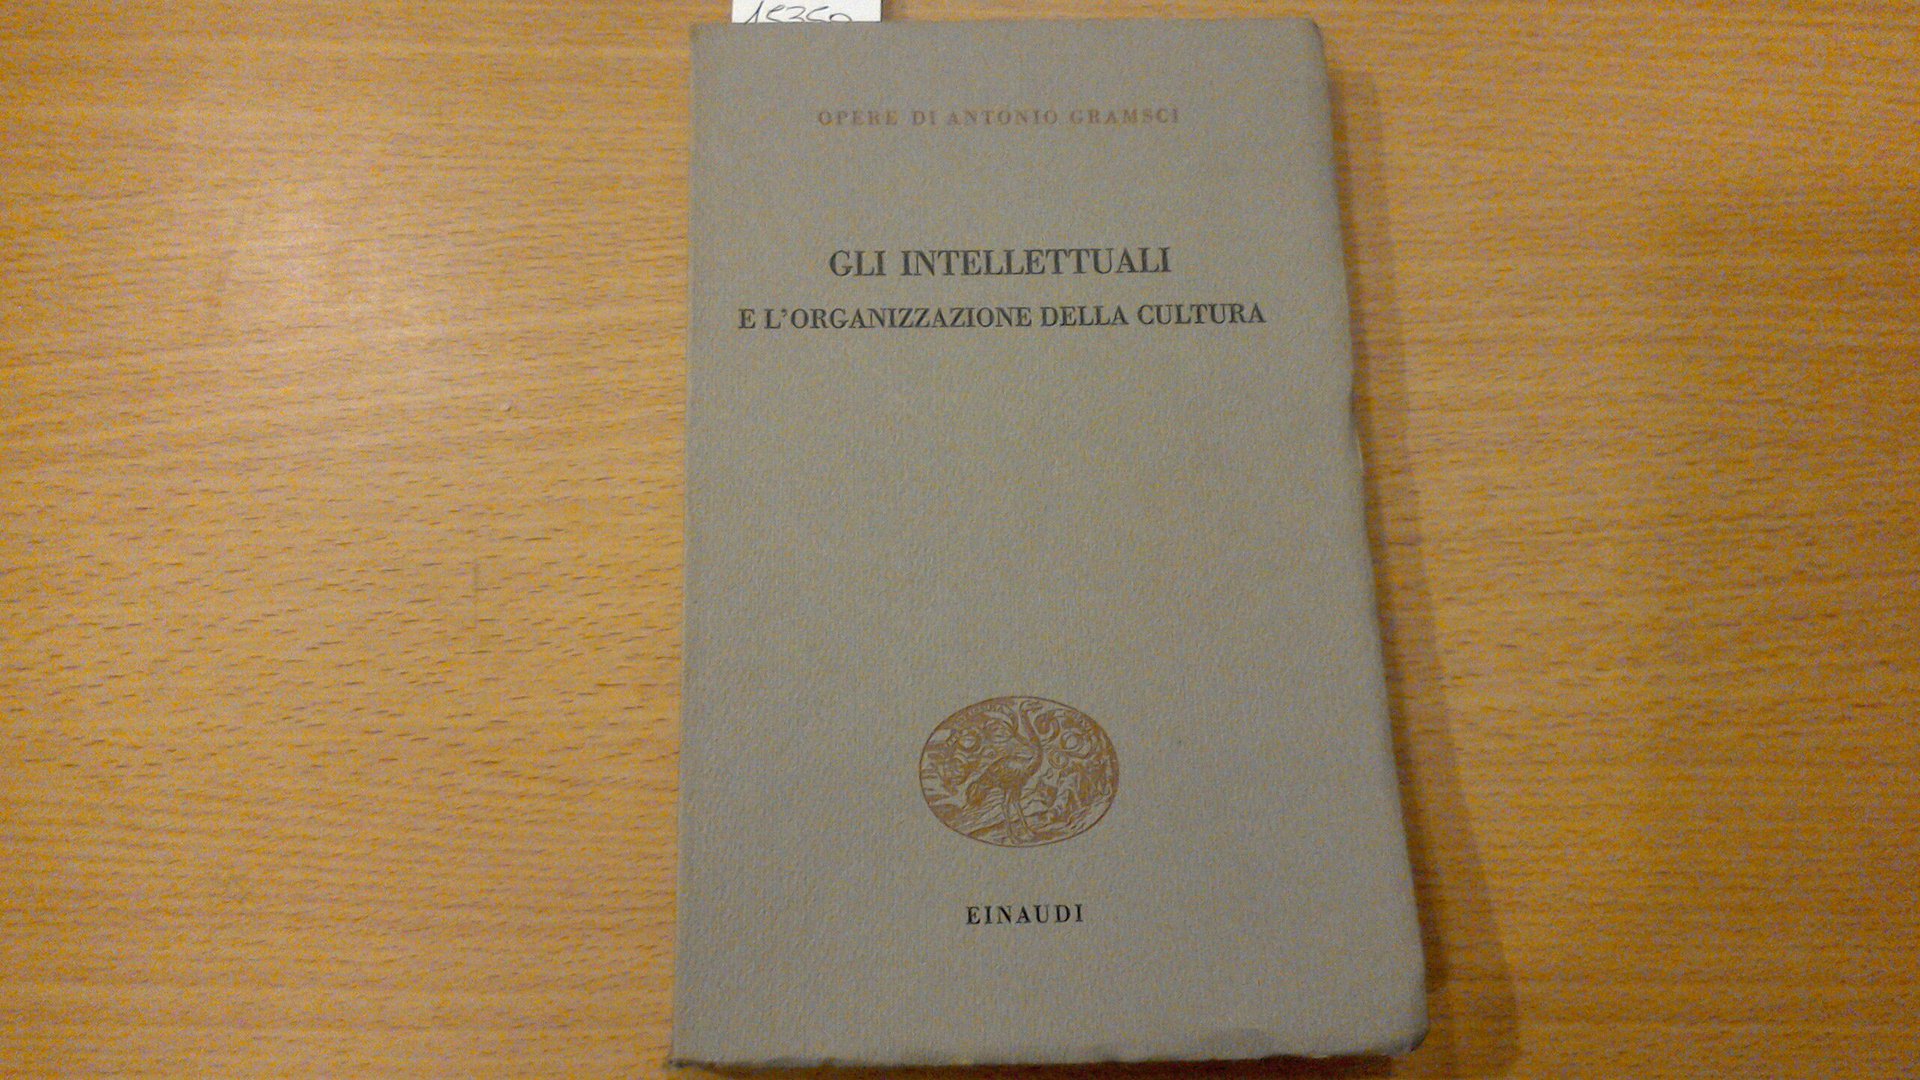 OPERE DI ANTONIO GRAMSCI
GLI INTELLETTUALI
E L'ORGANIZZAZIONE DELLA CULTURA
EINAUDI